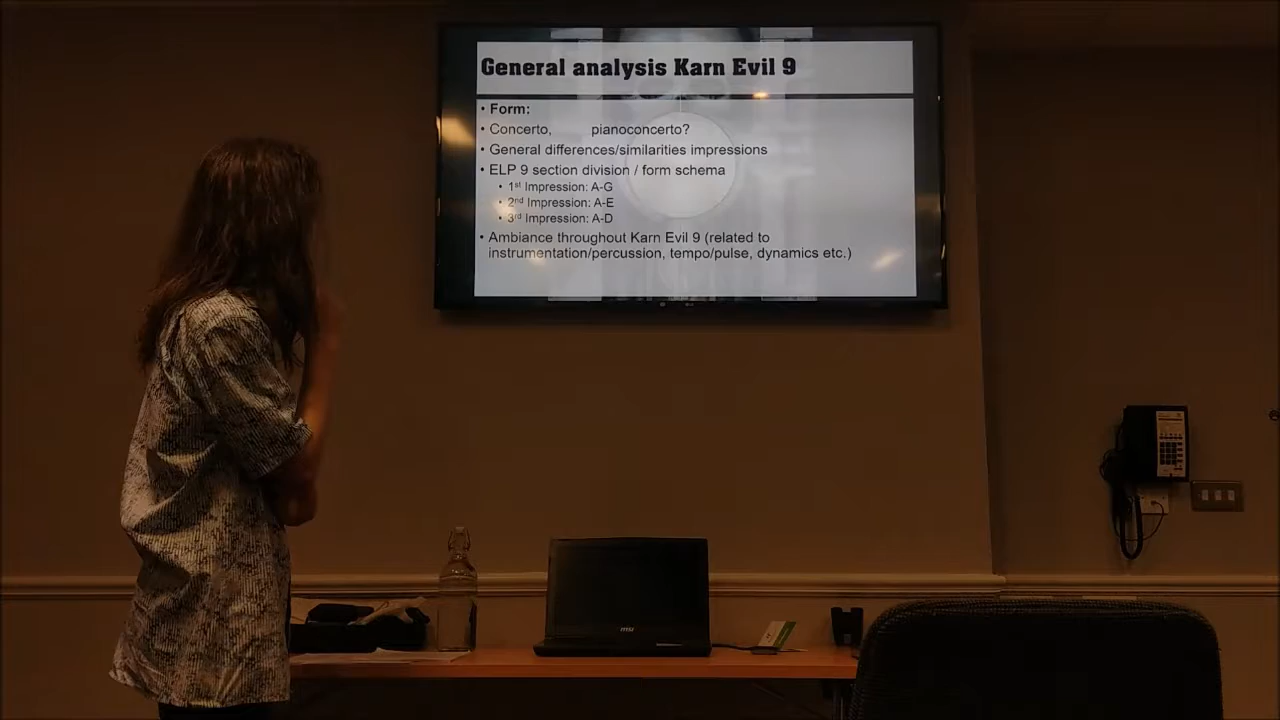 General analysis Karn Evil 9
• Form:
• Concerto, pianoconcerto?
• General differences/similarities impressions
• ELP 9 section division / form schema
• 1st Impression: A-G
• 2nd Impression: A-E
• 3rd Impression: A-D
• Ambiance throughout Karn Evil 9 (related to
instrumentation/percussion, tempo/pulse, dynamics etc.)
msi